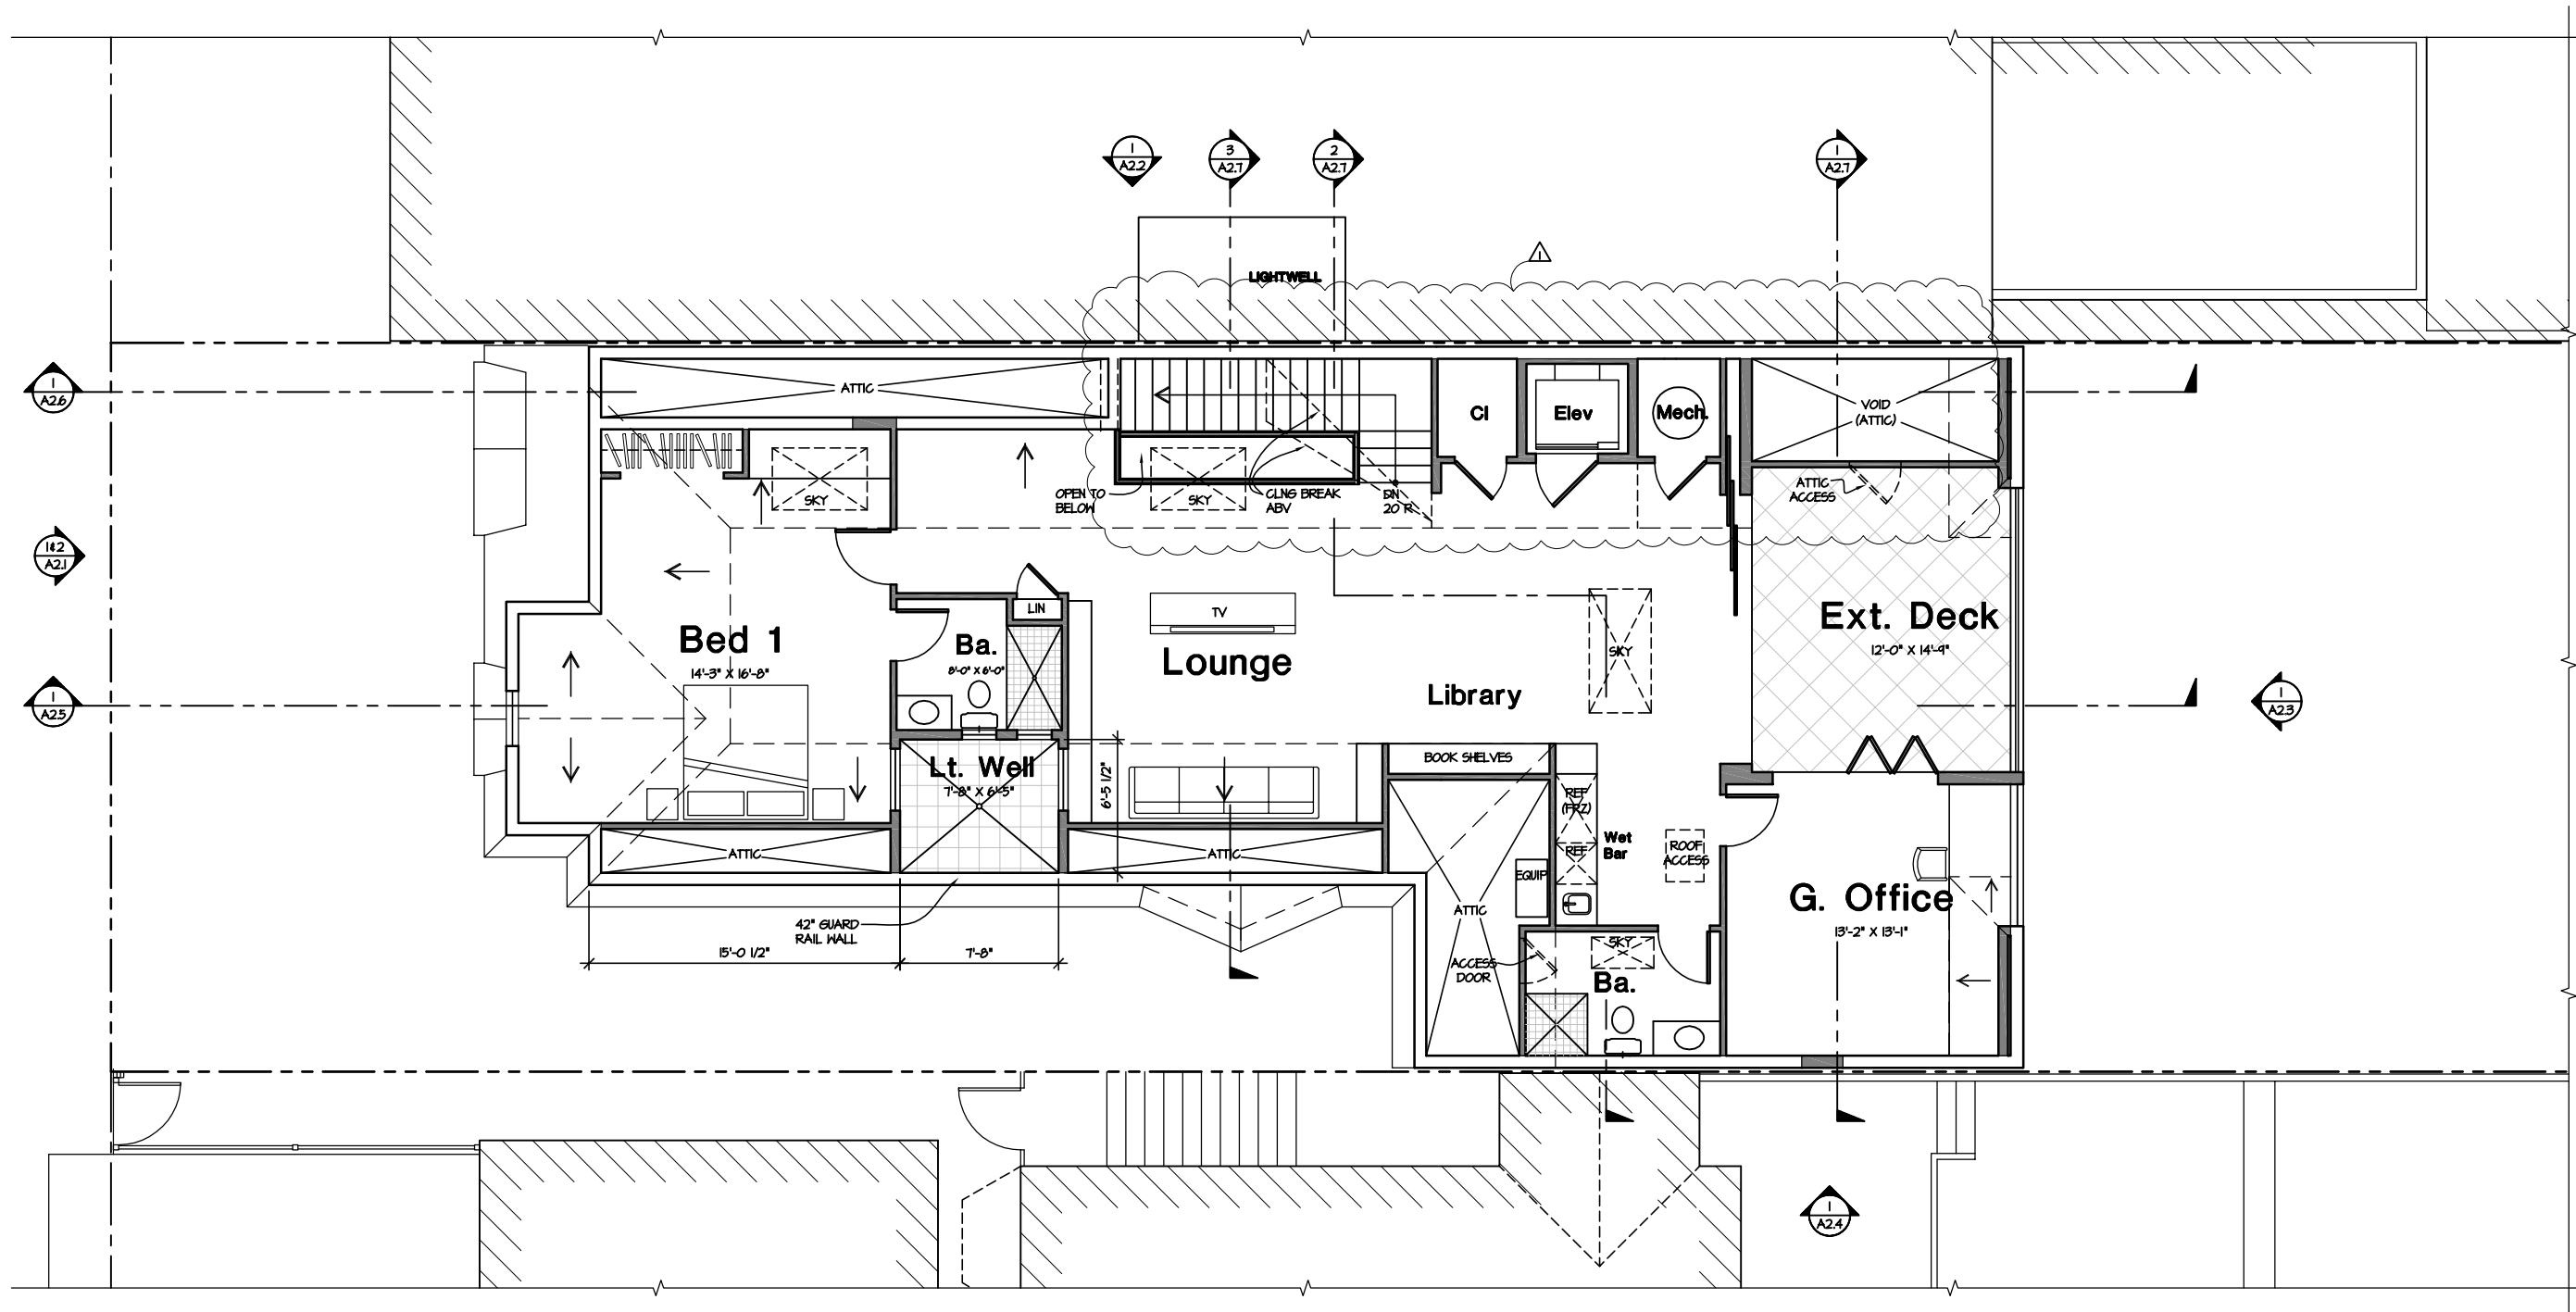 1
A2.2
3
A2.7
2
A2.7
1
A2.7
LIGHTWELL
1
1
A2.6
ATTIC
Cl
Elev
Mech.
VOID
(ATTIC)
SKY
OPEN TO
BELOW
SKY
CLNG BREAK
ABV
DN
20 R
ATTIC
ACCESS
1&2
A2.1
LIN
TV
Bed 1
14'-3" X 16'-8"
Ba.
8'-0" X 6'-0"
Lounge
Library
SKY
Ext. Deck
12'-0" X 14'-9"
1
A2.5
1
A2.3
Lt. Well
7'-8" X 6'-5"
6'-5 1/2"
BOOK SHELVES
REF
(FRZ)
REF
Wet
Bar
ROOF
ACCESS
ATTIC
ATTIC
EQUIP
G. Office
13'-2" X 13'-1"
ATTIC
42" GUARD
RAIL WALL
15'-0 1/2"
7'-8"
SKY
ACCESS
DOOR
Ba.
1
A2.4